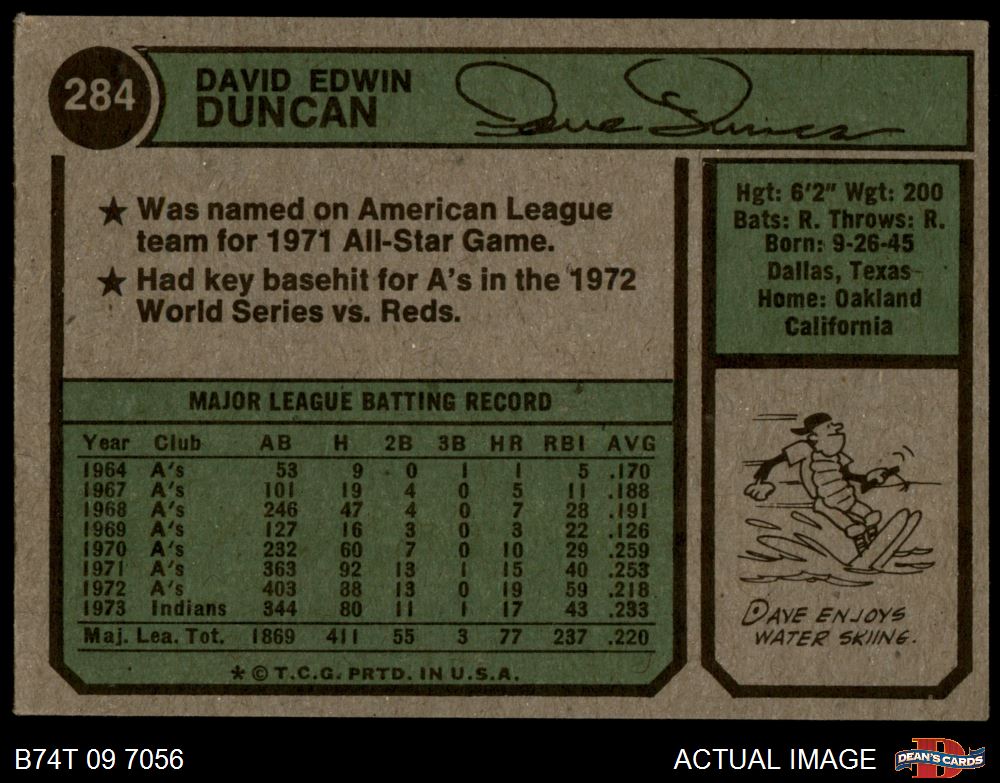 284
DAVID EDWIN
DUNCAN
Dave Duncan
★ Was named on American League
team for 1971 All-Star Game.
★ Had key basehit for A's in the 1972
World Series vs. Reds.
Hgt: 6'2" Wgt: 200
Bats: R. Throws: R.
Born: 9-26-45
Dallas, Texas
Home: Oakland
California
MAJOR LEAGUE BATTING RECORD
Year Club AB H 2B 3B HR RBI AVG
1964 A's 53 9 0 1 1 5 .170
1967 A's 101 19 4 0 5 11 .188
1968 A's 246 47 4 0 7 28 .191
1969 A's 127 16 3 0 3 22 .126
1970 A's 232 60 7 0 10 29 .259
1971 A's 363 92 13 1 15 40 .253
1972 A's 403 88 13 0 19 59 .218
1973 Indians 344 80 11 1 17 43 .233
Maj. Lea. Tot. 1869 411 55 3 77 237 .220
* © T.C.G. PRTD. IN U.S.A.
DAVE ENJOYS
WATER SKIING.
B74T 09 7056
ACTUAL IMAGE
D
DEAN'S CARDS